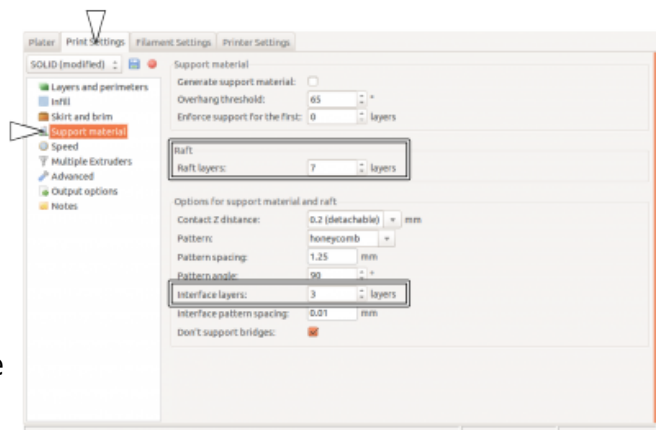 Plater Print Settings Filament Settings Printer Settings
SOLID (modified)
Layers and perimeters
Infill
Skirt and brim
Support material
Speed
Multiple Extruders
Advanced
Output options
Notes
Support material
Generate support material:
Overhang threshold: 65 °
Enforce support for the first: 0 layers
Raft
Raft layers: 7 layers
Options for support material and raft
Contact Z distance: 0.2 (detachable) mm
Pattern: honeycomb
Pattern spacing: 1.25 mm
Pattern angle: 90 °
Interface layers: 3 layers
Interface pattern spacing: 0.01 mm
Don't support bridges:
e